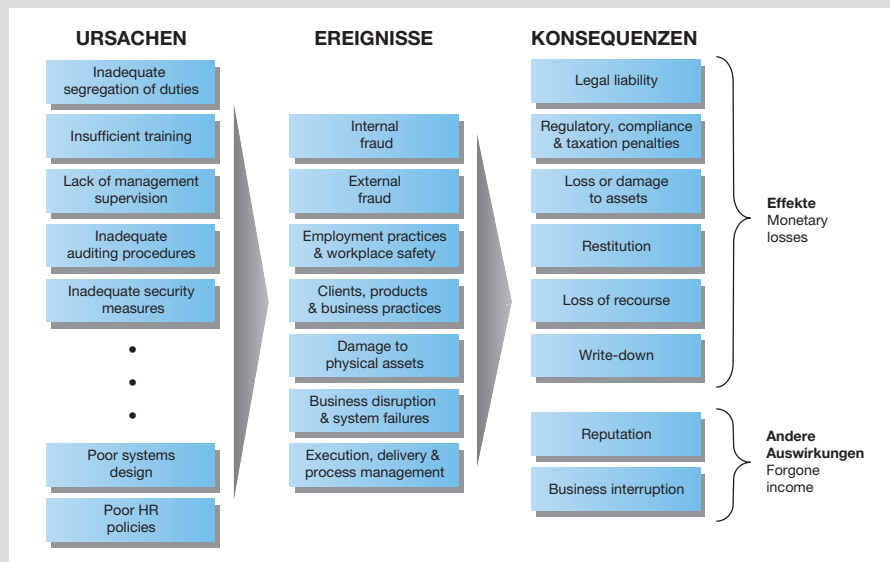 URSACHEN
Inadequate
segregation of duties
Insufficient training
Lack of management
supervision
Inadequate
auditing procedures
Inadequate security
measures
•
•
•
Poor systems
design
Poor HR
policies
EREIGNISSE
Internal
fraud
External
fraud
Employment practices
& workplace safety
Clients, products
& business practices
Damage to
physical assets
Business disruption
& system failures
Execution, delivery &
process management
KONSEQUENZEN
Legal liability
Regulatory, compliance
& taxation penalties
Loss or damage
to assets
Restitution
Loss of recourse
Write-down
Reputation
Business interruption
Effekte
Monetary
losses
Andere
Auswirkungen
Forgone
income